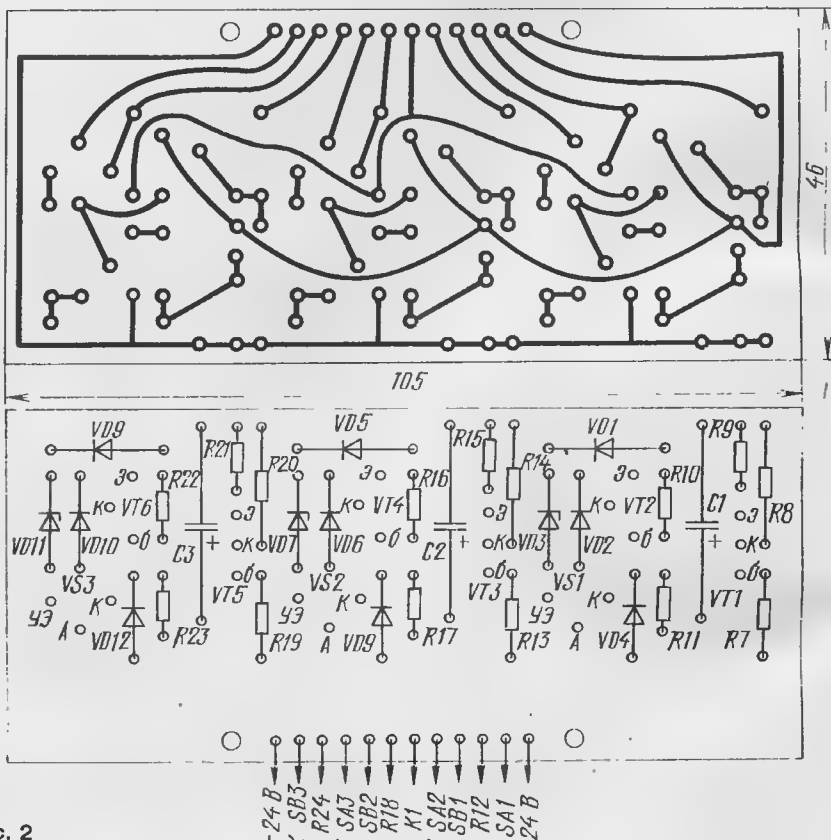 46
105
VD9 VD5 VD1
R21 R15 R9
Э R20 Э R14 Э R8
R22 R16 R10
К VT6 К VT4 К VT2
Э Э Э
VD11 VD10 б C3 К VD7 VD6 б C2 К VD3 VD2 б C1 К
+ + +
VS3 б VS2 б VS1 б
VT5 VT3 VT1
УЭ К УЭ К УЭ К
А VD12 R23 R19 А VD9 R17 R13 А VD4 R11 R7
-24 В
SB3
R24
SA3
SB2
R18
K1
SA2
SB1
R12
SA1
24 В
с. 2